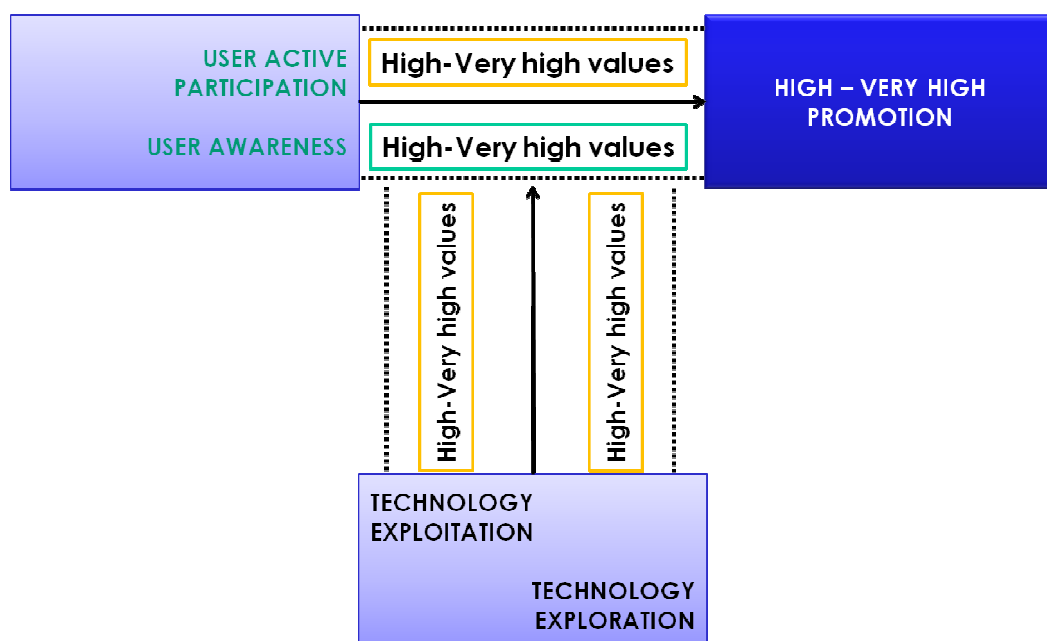 USER ACTIVE
PARTICIPATION
USER AWARENESS
High-Very high values
High-Very high values
HIGH – VERY HIGH
PROMOTION
High-Very high values
High-Very high values
TECHNOLOGY
EXPLOITATION
TECHNOLOGY
EXPLORATION